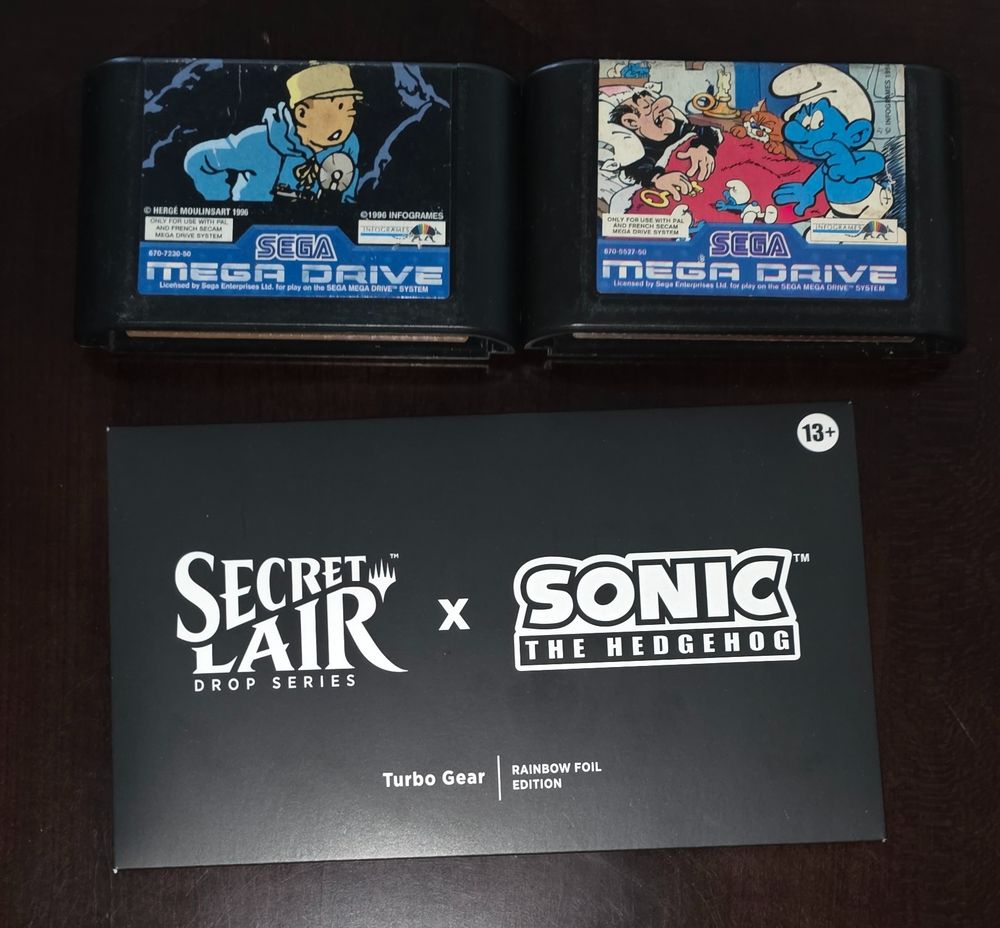 © HERGÉ MOULINSART 1996
©1996 INFOGRAMES
ONLY FOR USE WITH PAL
AND FRENCH SECAM
MEGA DRIVE SYSTEM
INFOGRAMES
670-7230-50
SEGA
MEGA DRIVE
Licensed by Sega Enterprises Ltd. for play on the SEGA MEGA DRIVE™ SYSTEM
ONLY FOR USE WITH PAL
AND FRENCH SECAM
MEGA DRIVE SYSTEM
INFOGRAMES
670-5527-50
SEGA
MEGA DRIVE
Licensed by Sega Enterprises Ltd. for play on the SEGA MEGA DRIVE™ SYSTEM
13+
SECRET™
LAIR
DROP SERIES
X
SONIC™
THE HEDGEHOG
Turbo Gear
RAINBOW FOIL
EDITION